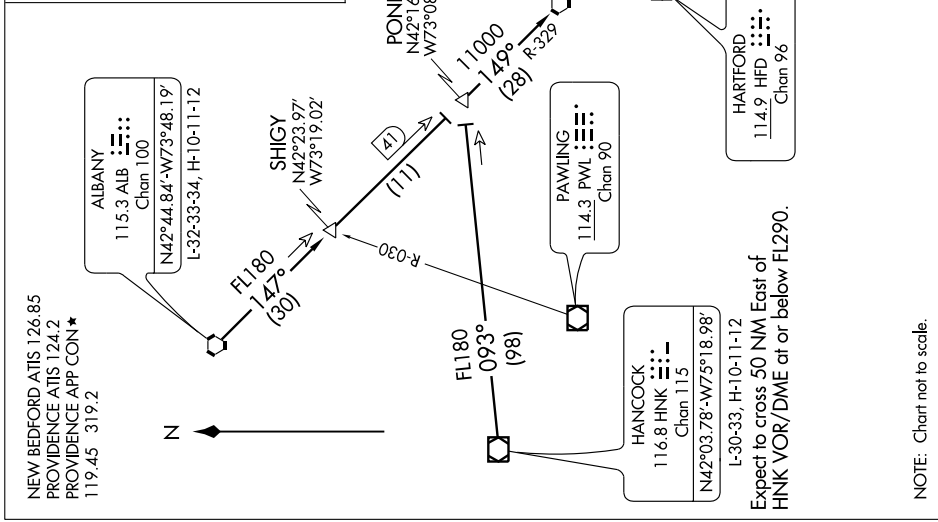 NEW BEDFORD ATIS 126.85
PROVIDENCE ATIS 124.2
PROVIDENCE APP CON★
119.45 319.2
N
ALBANY
115.3 ALB
Chan 100
N42°44.84'-W73°48.19'
L-32-33-34, H-10-11-12
SHIGY
N42°23.97'
W73°19.02'
FL180
147°
(30)
41
(11)
R-030
11000
149°
(28)
R-329
FL180
093°
(98)
PAWLING
114.3 PWL
Chan 90
HARTFORD
114.9 HFD
Chan 96
HANCOCK
116.8 HNK
Chan 115
N42°03.78'-W75°18.98'
L-30-33, H-10-11-12
Expect to cross 50 NM East of
HNK VOR/DME at or below FL290.
NOTE: Chart not to scale.